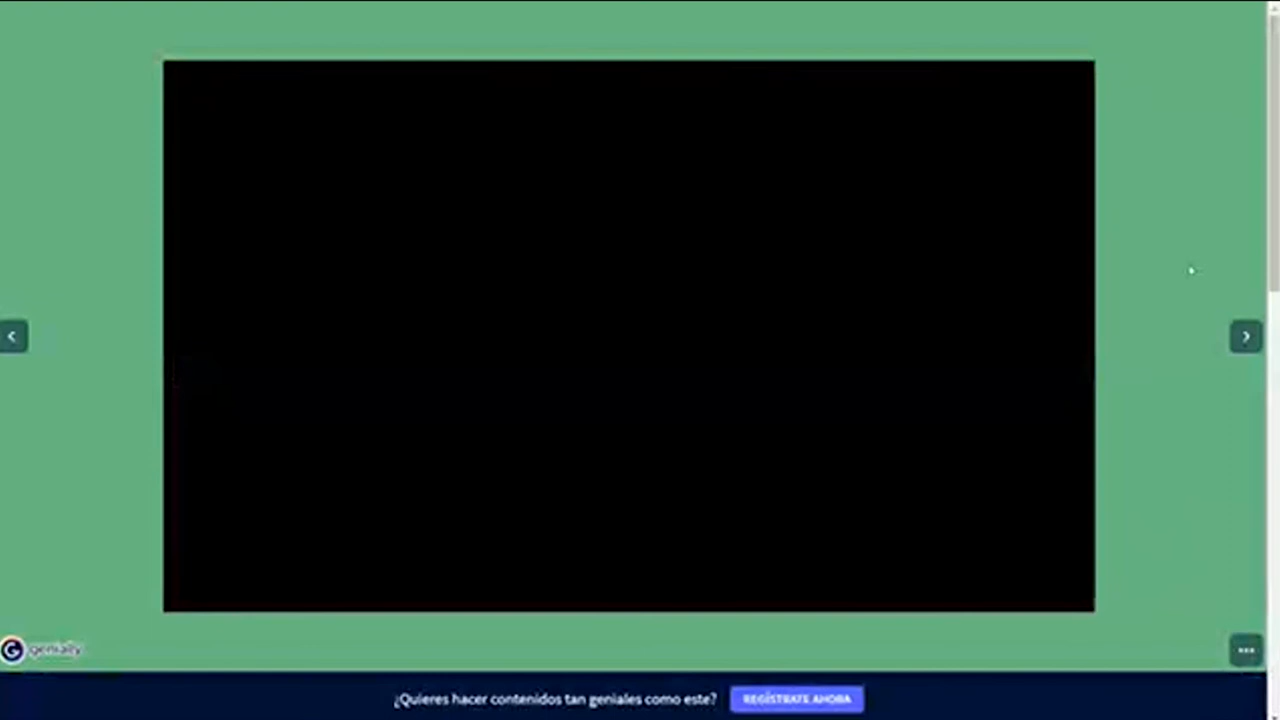 genially
¿Quieres hacer contenidos tan geniales como este? REGÍSTRATE AHORA